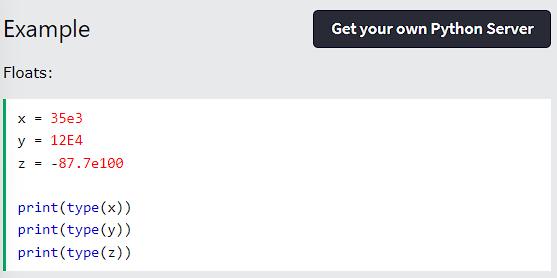 Example
Get your own Python Server
Floats:
x = 35e3
y = 12E4
z = -87.7e100
print(type(x))
print(type(y))
print(type(z))